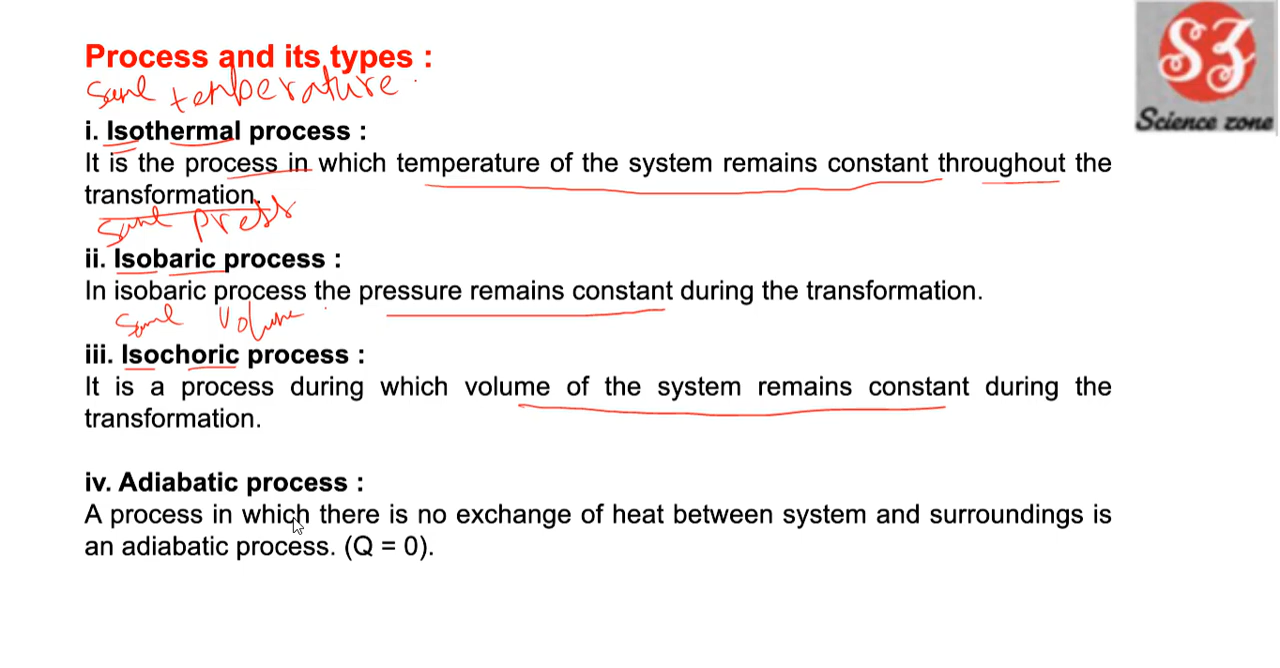 SZ
Science zone
Process and its types :
same temperature
i. Isothermal process :
It is the process in which temperature of the system remains constant throughout the
transformation.
same press
ii. Isobaric process :
In isobaric process the pressure remains constant during the transformation.
same volume
iii. Isochoric process :
It is a process during which volume of the system remains constant during the
transformation.
iv. Adiabatic process :
A process in which there is no exchange of heat between system and surroundings is
an adiabatic process. (Q = 0).